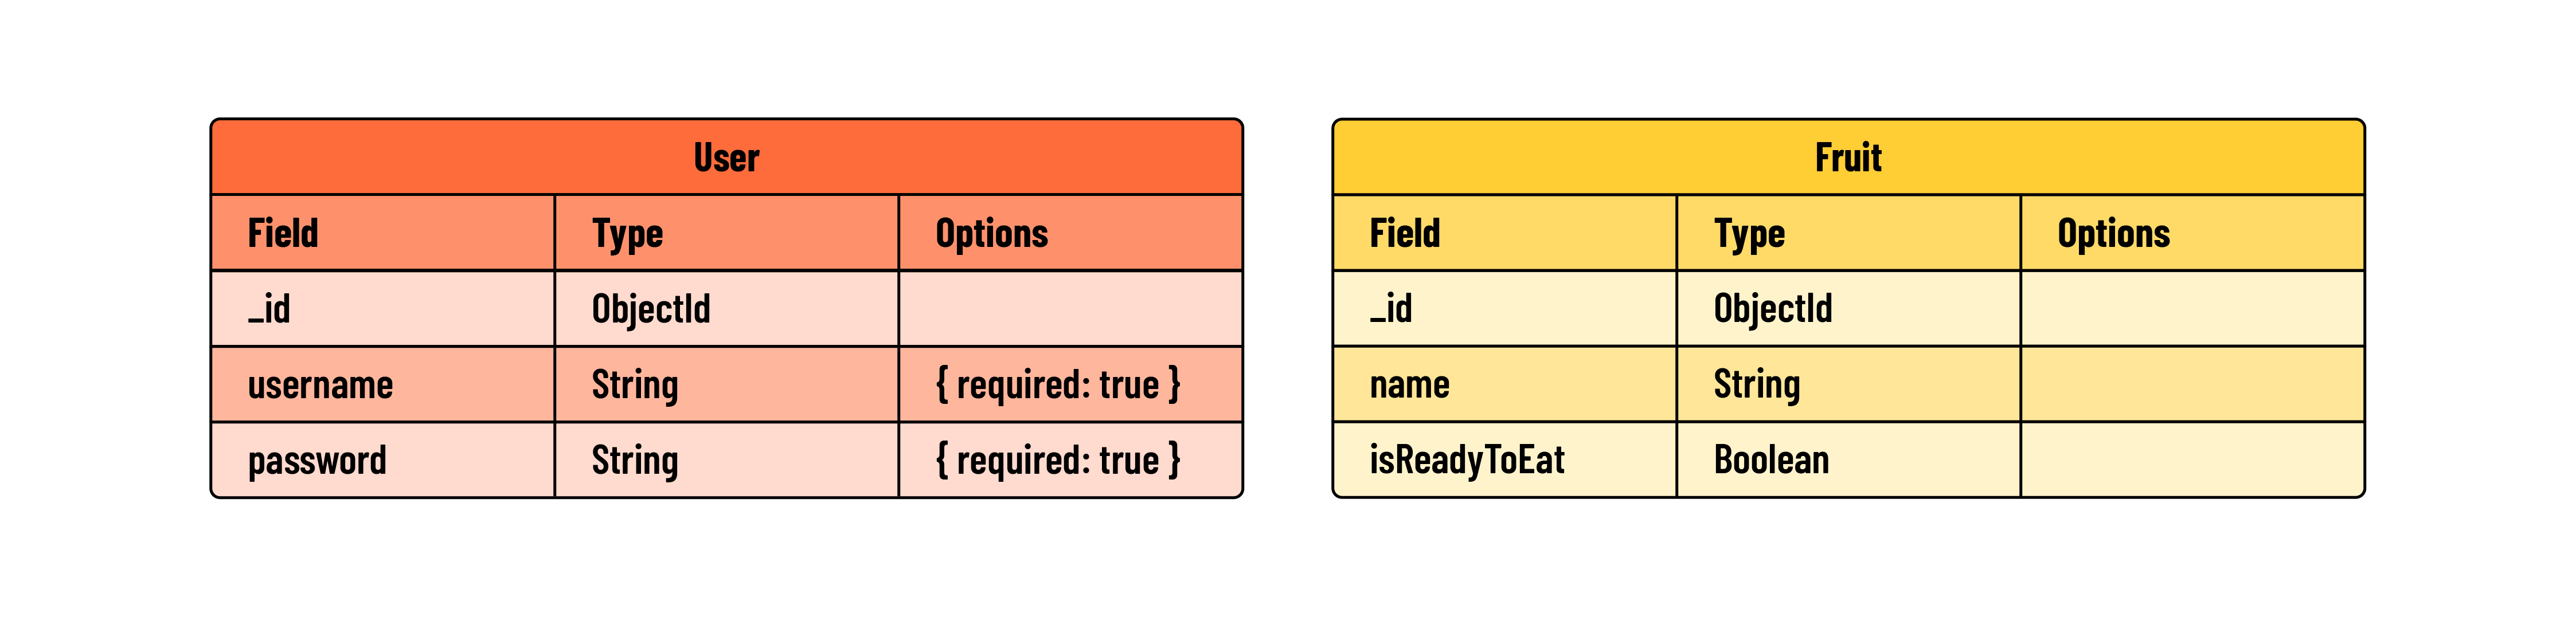 User
Field Type Options
_id ObjectId
username String { required: true }
password String { required: true }
Fruit
Field Type Options
_id ObjectId
name String
isReadyToEat Boolean